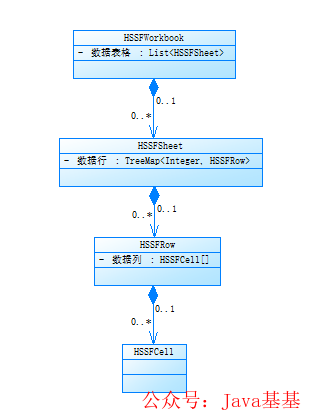 HSSFWorkbook
- 数据表格 : List<HSSFSheet>
0..1
0..*
HSSFSheet
- 数据行 : TreeMap<Integer, HSSFRow>
0..1
0..*
HSSFRow
- 数据列 : HSSFCell[]
0..1
0..*
HSSFCell
公众号：Java基基